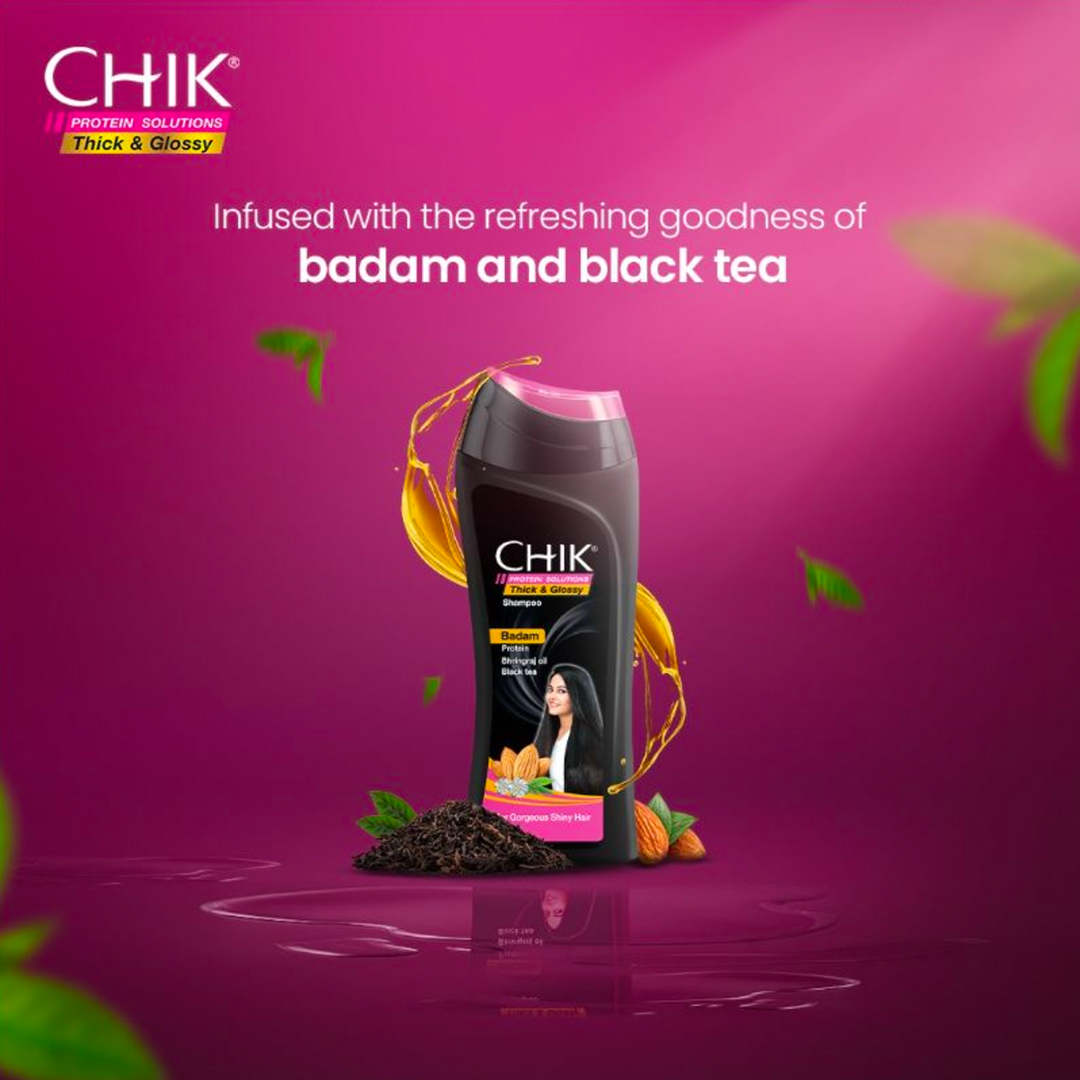 CHIK®
PROTEIN SOLUTIONS
Thick & Glossy
Infused with the refreshing goodness of
badam and black tea
CHIK®
PROTEIN SOLUTIONS
Thick & Glossy
Shampoo
Badam
Protein
Bhringraj oil
Black tea
Gorgeous Shiny Hair